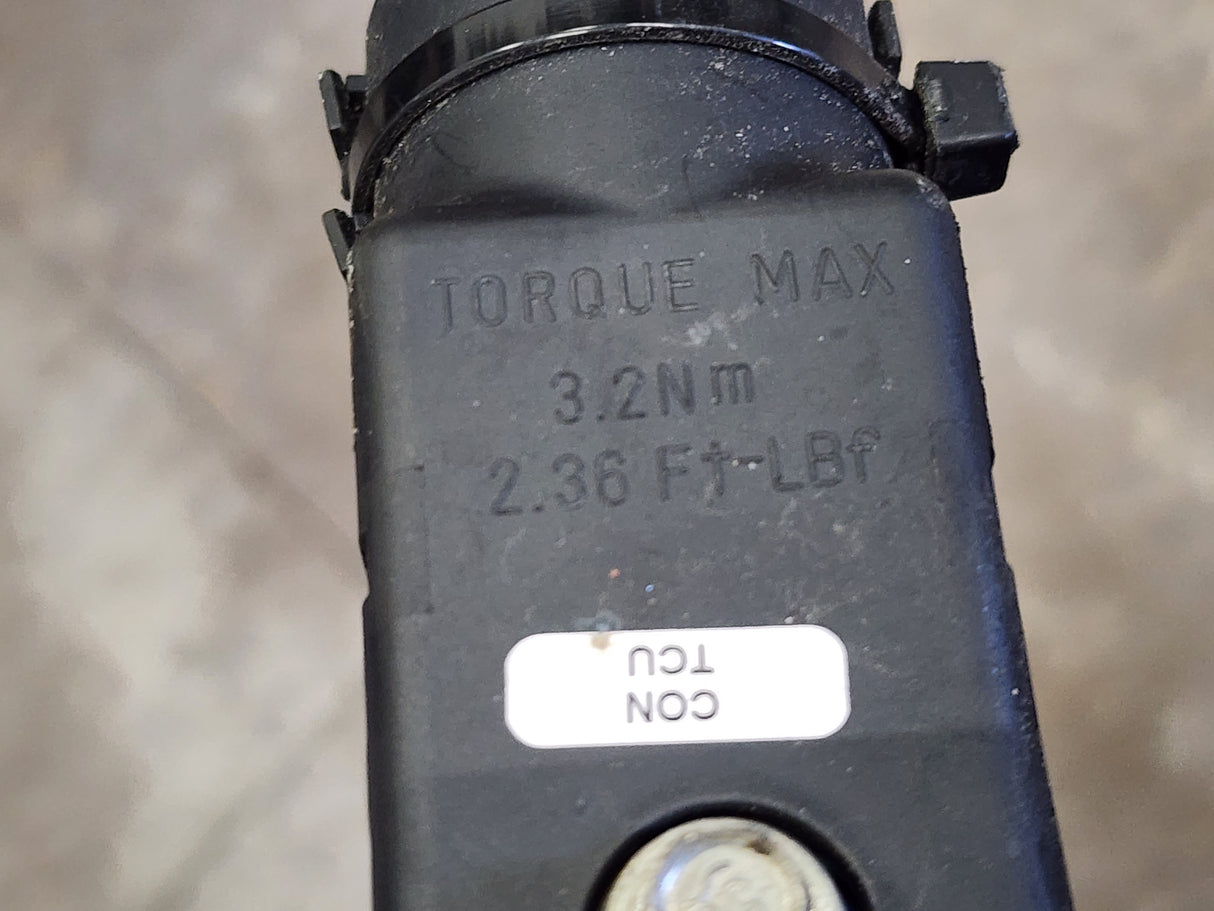 TORQUE MAX
3.2Nm
2.36 Ft-LBf
CON
TCU